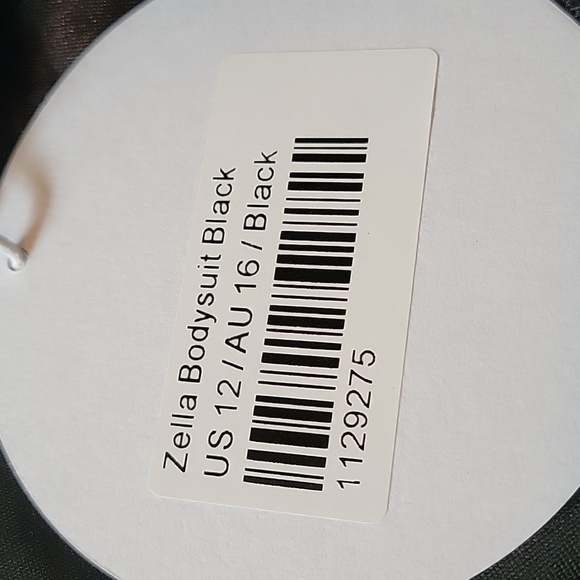 Zella Bodysuit Black
US 12 / AU 16 / Black
1129275